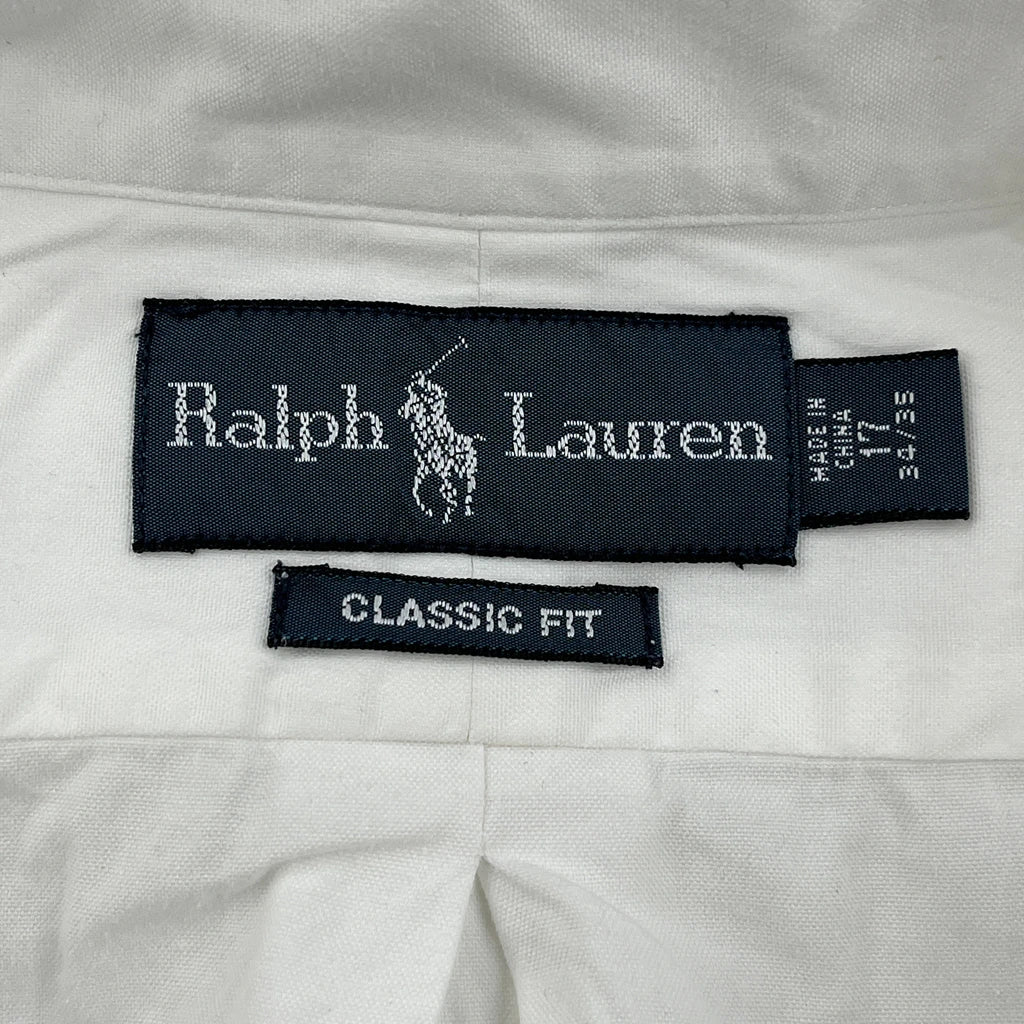 Ralph Lauren
MADE IN
CHINA
17
34/35
CLASSIC FIT